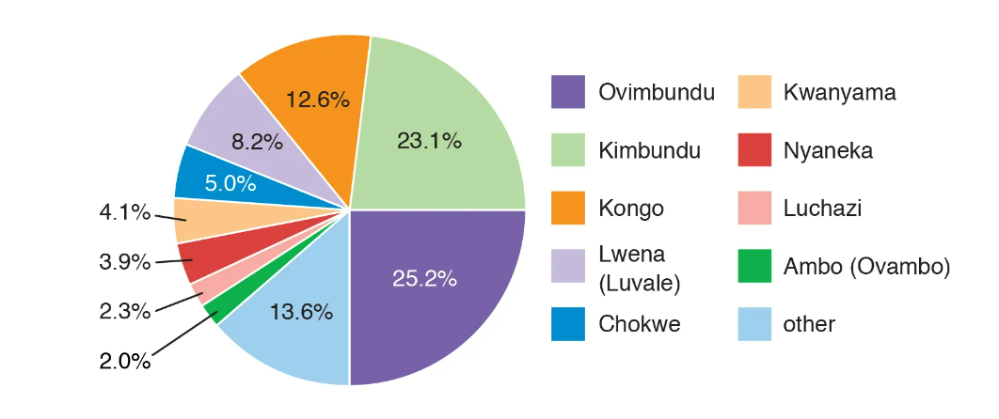 12.6%
23.1%
8.2%
5.0%
4.1%
3.9%
2.3%
2.0%
13.6%
25.2%
Ovimbundu
Kimbundu
Kongo
Lwena
(Luvale)
Chokwe
Kwanyama
Nyaneka
Luchazi
Ambo (Ovambo)
other